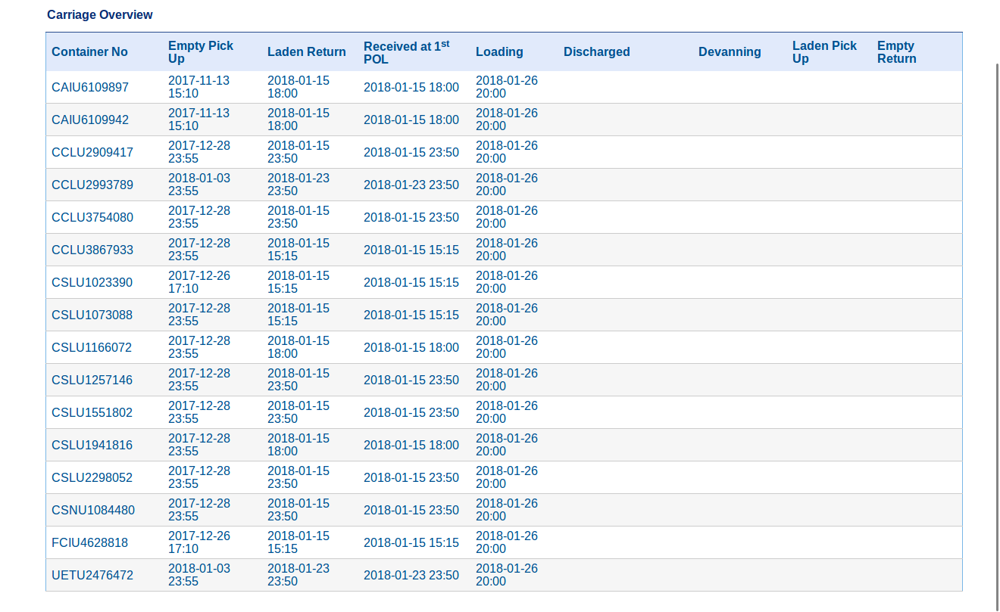 Carriage Overview
Container No Empty Pick Up Laden Return Received at 1st POL Loading Discharged Devanning Laden Pick Up Empty Return
CAIU6109897 2017-11-13 15:10 2018-01-15 18:00 2018-01-15 18:00 2018-01-26 20:00
CAIU6109942 2017-11-13 15:10 2018-01-15 18:00 2018-01-15 18:00 2018-01-26 20:00
CCLU2909417 2017-12-28 23:55 2018-01-15 23:50 2018-01-15 23:50 2018-01-26 20:00
CCLU2993789 2018-01-03 23:55 2018-01-23 23:50 2018-01-23 23:50 2018-01-26 20:00
CCLU3754080 2017-12-28 23:55 2018-01-15 23:50 2018-01-15 23:50 2018-01-26 20:00
CCLU3867933 2017-12-28 23:55 2018-01-15 15:15 2018-01-15 15:15 2018-01-26 20:00
CSLU1023390 2017-12-26 17:10 2018-01-15 15:15 2018-01-15 15:15 2018-01-26 20:00
CSLU1073088 2017-12-28 23:55 2018-01-15 15:15 2018-01-15 15:15 2018-01-26 20:00
CSLU1166072 2017-12-28 23:55 2018-01-15 18:00 2018-01-15 18:00 2018-01-26 20:00
CSLU1257146 2017-12-28 23:55 2018-01-15 23:50 2018-01-15 23:50 2018-01-26 20:00
CSLU1551802 2017-12-28 23:55 2018-01-15 23:50 2018-01-15 23:50 2018-01-26 20:00
CSLU1941816 2017-12-28 23:55 2018-01-15 18:00 2018-01-15 18:00 2018-01-26 20:00
CSLU2298052 2017-12-28 23:55 2018-01-15 23:50 2018-01-15 23:50 2018-01-26 20:00
CSNU1084480 2017-12-28 23:55 2018-01-15 23:50 2018-01-15 23:50 2018-01-26 20:00
FCIU4628818 2017-12-26 17:10 2018-01-15 15:15 2018-01-15 15:15 2018-01-26 20:00
UETU2476472 2018-01-03 23:55 2018-01-23 23:50 2018-01-23 23:50 2018-01-26 20:00